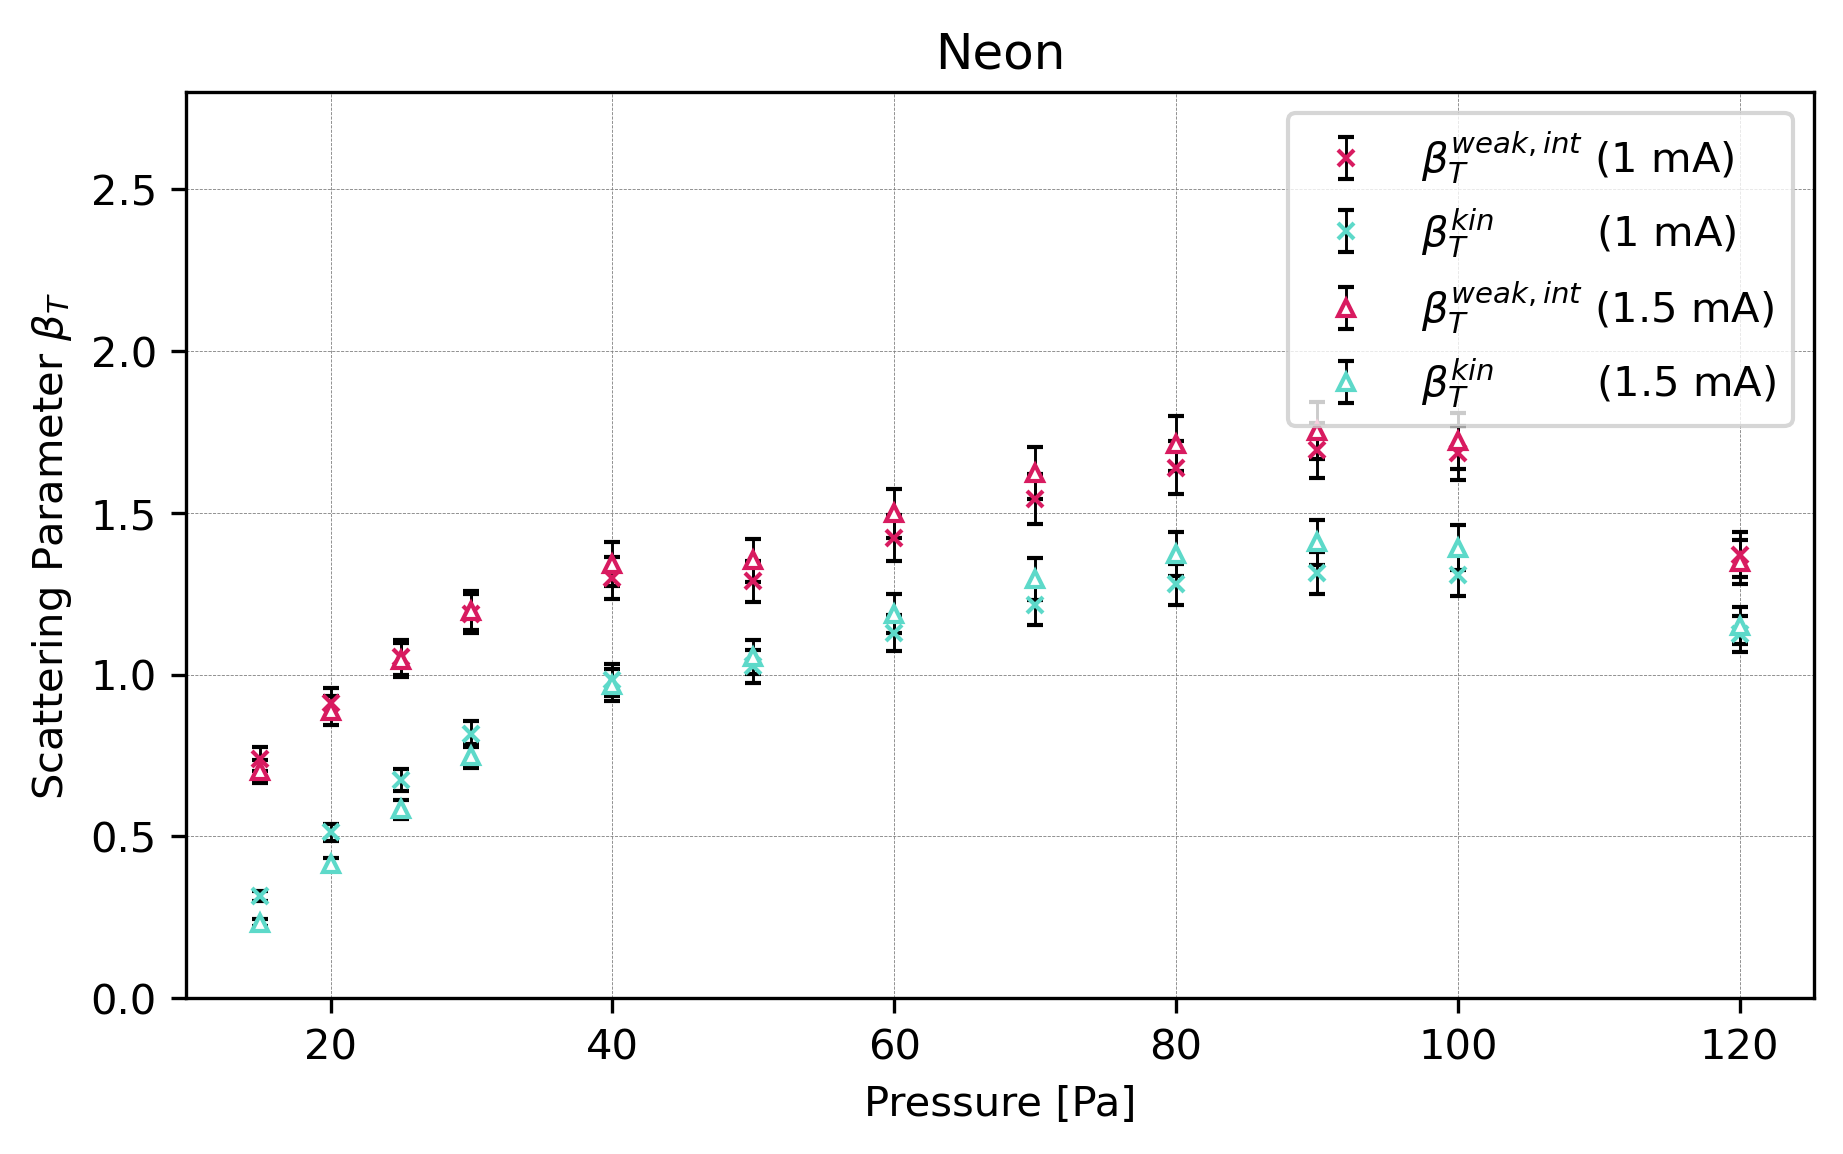 Neon
Scattering Parameter β_T
2.5
2.0
1.5
1.0
0.5
0.0
β_T^{weak, int} (1 mA)
β_T^{kin} (1 mA)
β_T^{weak, int} (1.5 mA)
β_T^{kin} (1.5 mA)
20 40 60 80 100 120
Pressure [Pa]